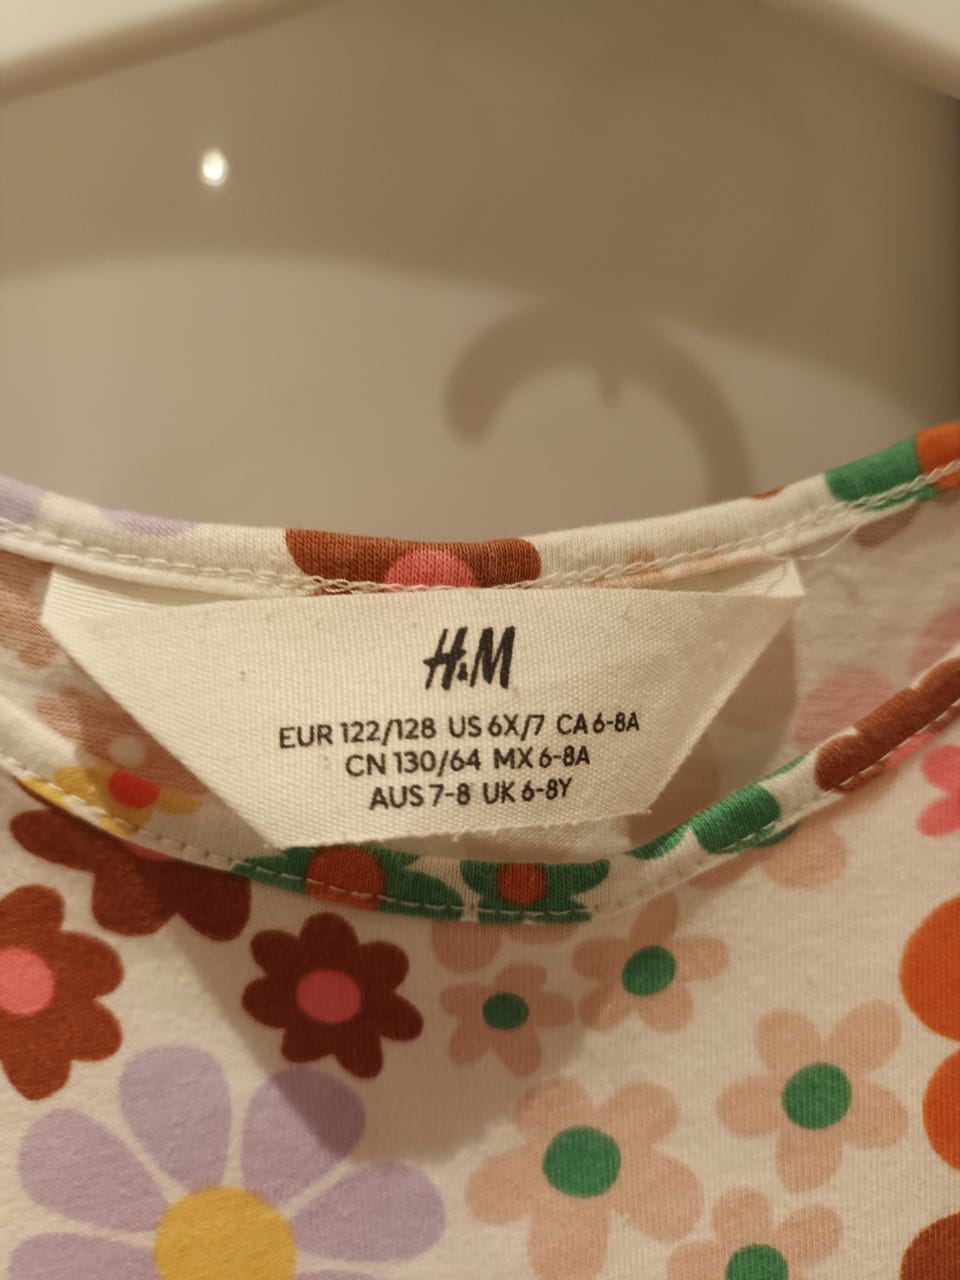 H&M
EUR 122/128 US 6X/7 CA 6-8A
CN 130/64 MX 6-8A
AUS 7-8 UK 6-8Y